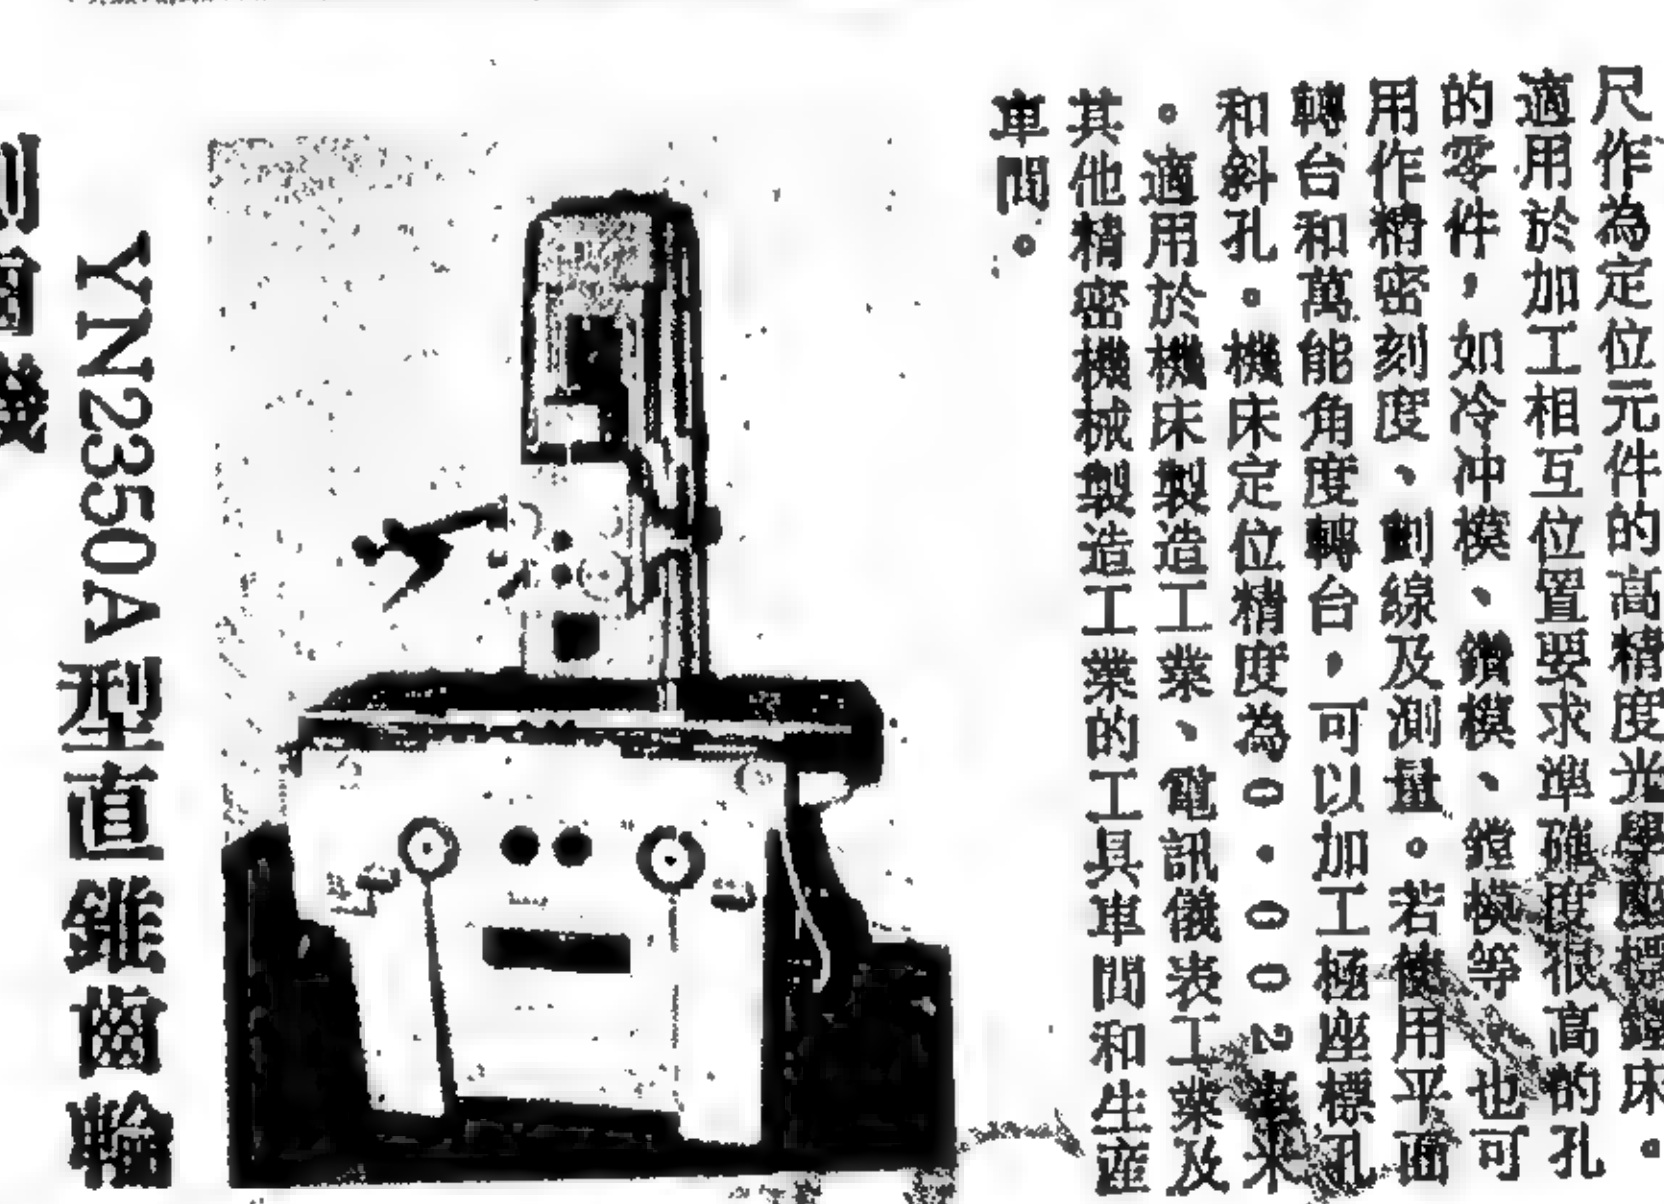 尺作為定位元件的高精度光學座標鏜床。
適用於加工相互位置要求準確度很高的孔
的零件，如冷冲模、鑽模、鏜模等，也可
用作精密刻度、劃線及測量。若使用平面
轉台和萬能角度轉台，可以加工極座標孔
和斜孔。機床定位精度為0.002毫米
。適用於機床製造工業、電訊儀表工業及
其他精密機械製造工業的工具車間和生産
車間。
YN2350A型直錐齒輪
刨齒機